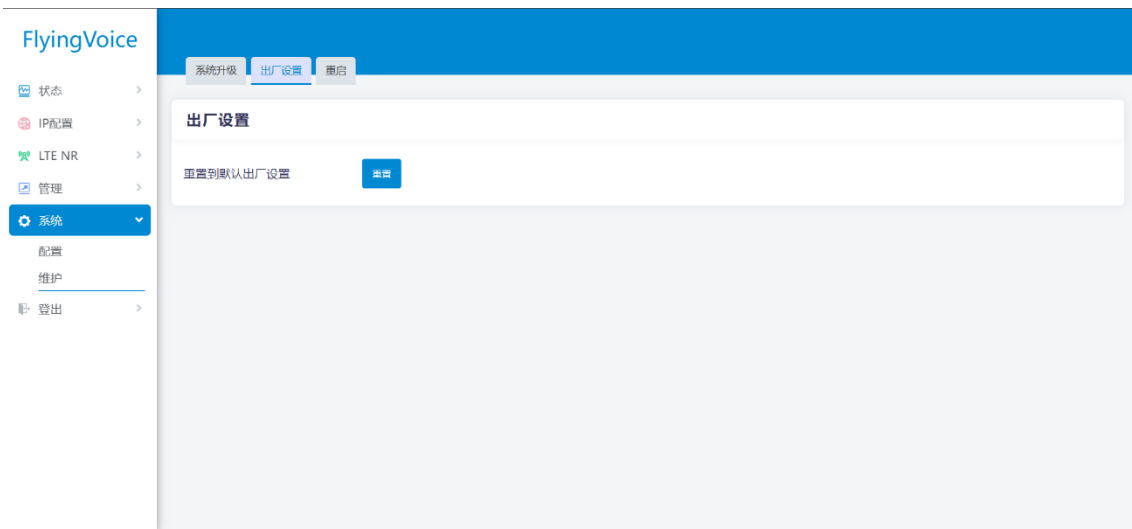 FlyingVoice
系统升级 出厂设置 重启
状态
IP配置
LTE NR
管理
系统
配置
维护
登出
出厂设置
重置到默认出厂设置 重置